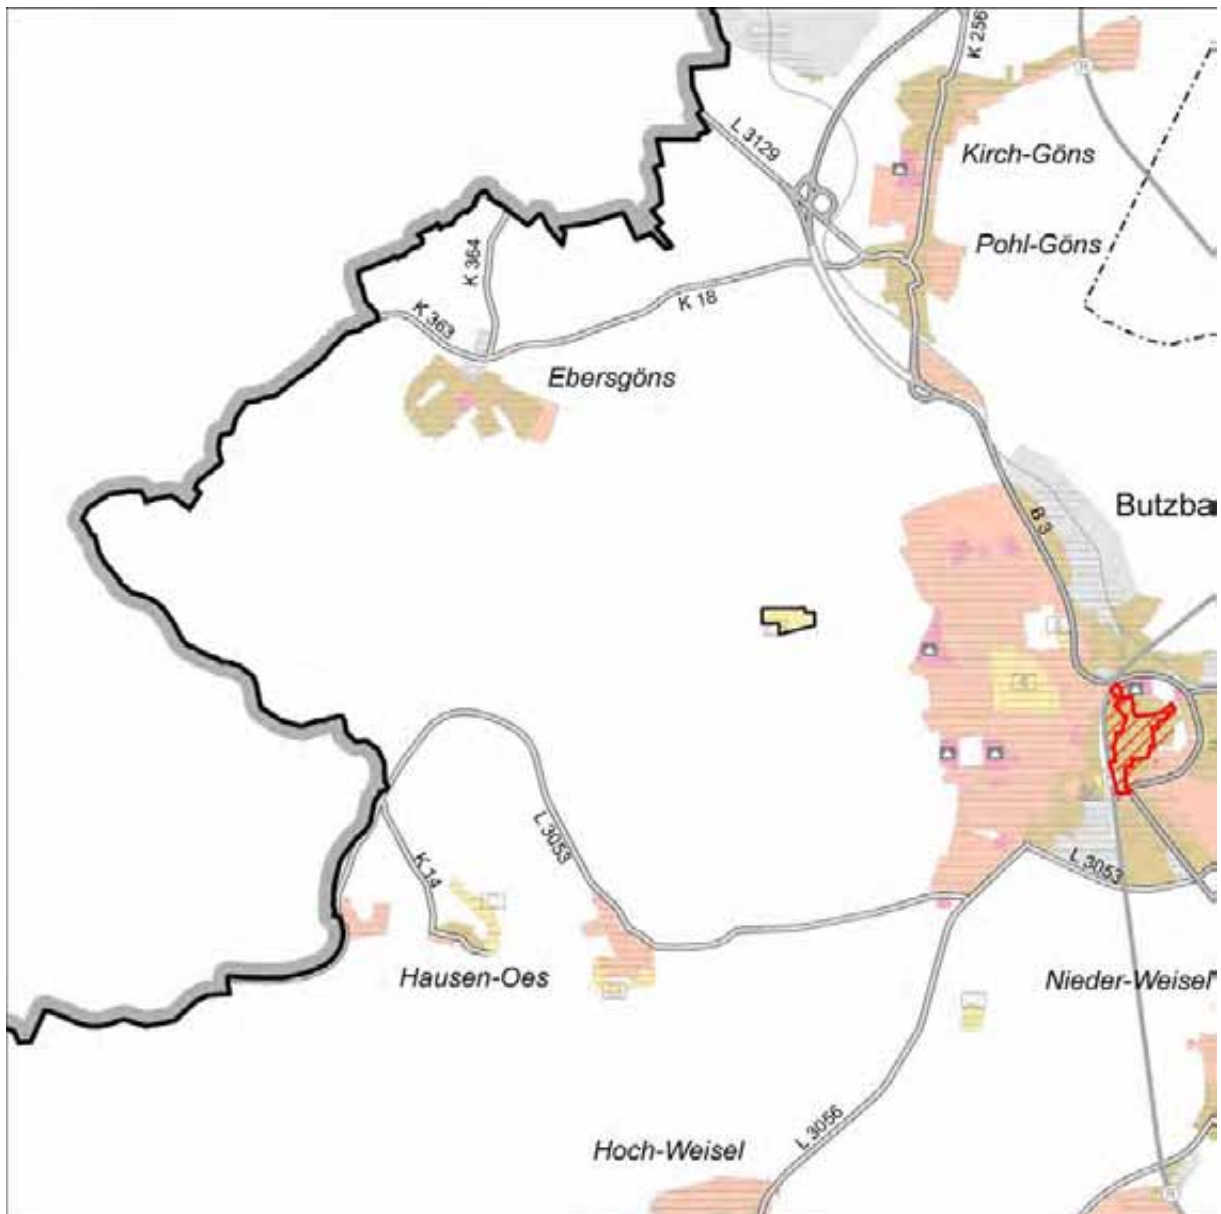 K 256
L 3129
Kirch-Göns
Pohl-Göns
K 364
K 363
K 18
Ebersgöns
B 3
Butzba
L 3053
K 14
L 3053
Hausen-Oes
Nieder-Weisel
L 3056
Hoch-Weisel